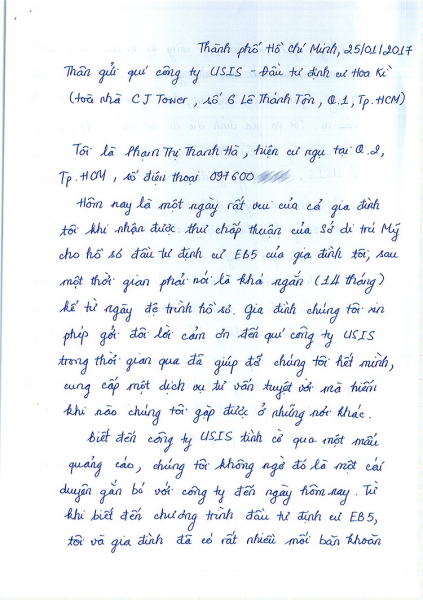 Thành phố Hồ Chí Minh, 25/01/2017
Thân gửi quí công ty USIS - Đầu tư định cư Hoa Kì
(toà nhà CJ Tower, số 6 Lê Thánh Tôn, Q.1, Tp.HCM)
Tôi là Phạm Thị Thanh Hà, hiện cư ngụ tại Q.2,
Tp.HCM, số điện thoại 097600
Hôm nay là một ngày rất vui của cả gia đình
tôi khi nhận được thư chấp thuận của Sở di trú Mỹ
cho hồ sơ đầu tư định cư EB5 của gia đình tôi, sau
một thời gian phải nói là khá ngắn (14 tháng)
kể từ ngày đệ trình hồ sơ. Gia đình chúng tôi xin
phép gởi đôi lời cảm ơn đến quí công ty USIS
trong thời gian qua đã giúp đỡ chúng tôi hết mình,
cung cấp một dịch vụ tư vấn tuyệt vời mà hiếm
khi nào chúng tôi gặp được ở những nơi khác.
Biết đến công ty USIS tình cờ qua một mẩu
quảng cáo, chúng tôi không ngờ đó là một cái
duyên gắn bó với công ty đến ngày hôm nay. Từ
khi biết đến chương trình đầu tư định cư EB5,
tôi và gia đình đã có rất nhiều mối băn khoăn